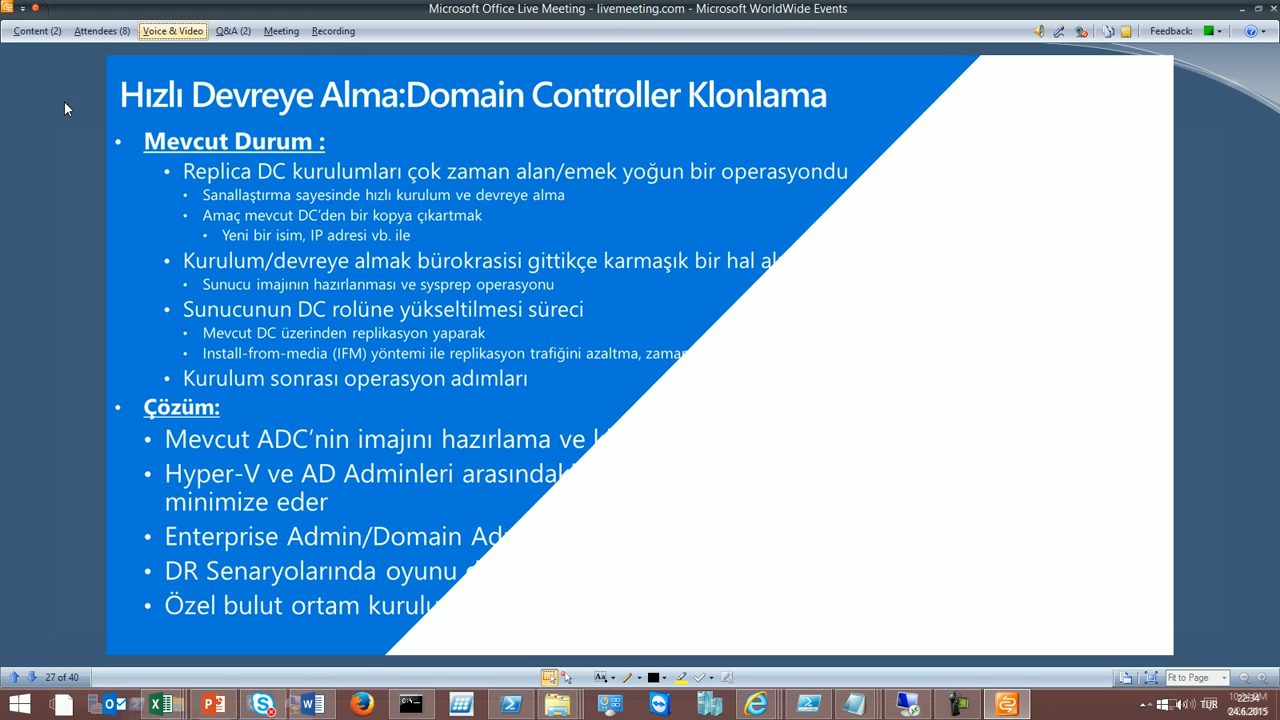 Microsoft Office Live Meeting - livemeeting.com - Microsoft WorldWide Events
Content (2) Attendees (8) Voice & Video Q&A (2) Meeting Recording Feedback:
Hızlı Devreye Alma:Domain Controller Klonlama
• Mevcut Durum :
• Replica DC kurulumları çok zaman alan/emek yoğun bir operasyondu
• Sanallaştırma sayesinde hızlı kurulum ve devreye alma
• Amaç mevcut DC'den bir kopya çıkartmak
• Yeni bir isim, IP adresi vb. ile
• Kurulum/devreye almak bürokrasisi gittikçe karmaşık bir hal
• Sunucu imajının hazırlanması ve sysprep operasyonu
• Sunucunun DC rolüne yükseltilmesi süreci
• Mevcut DC üzerinden replikasyon yaparak
• Install-from-media (IFM) yöntemi ile replikasyon trafiğini azaltma,
• Kurulum sonrası operasyon adımları
• Çözüm:
• Mevcut ADC'nin imajını hazırlama ve
• Hyper-V ve AD Adminleri
minimize eder
• Enterprise Admin/Domain
• DR Senaryolarında oyunu
• Özel bulut ortam
27 of 40 Fit to Page
TUR 22:34
24.6.2015